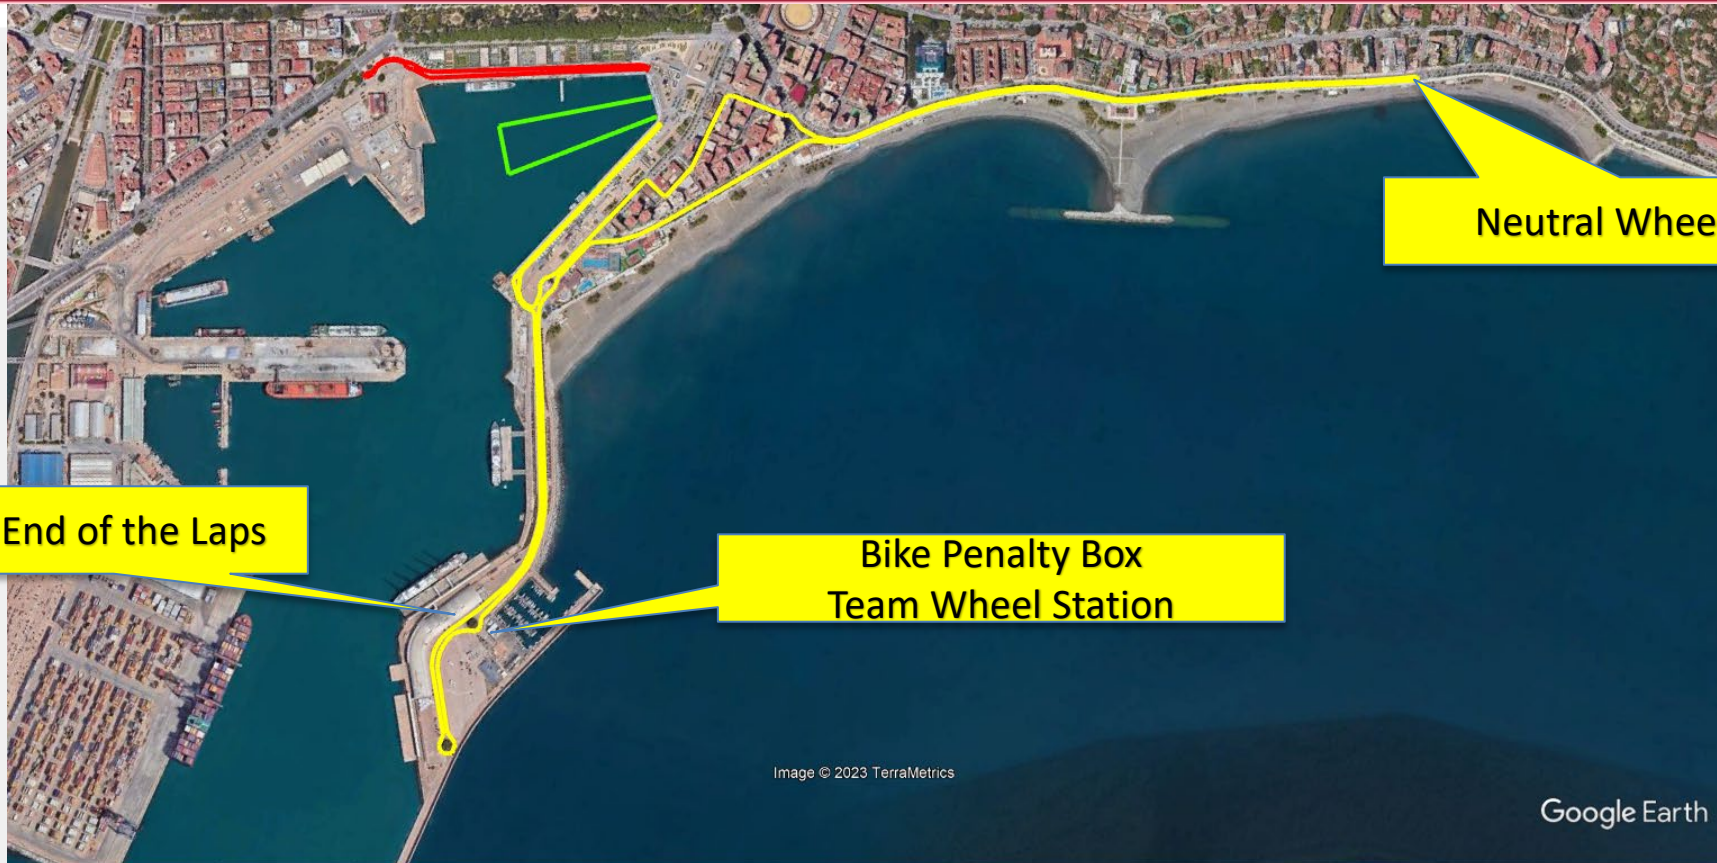 Neutral Whee
End of the Laps
Bike Penalty Box
Team Wheel Station
Image © 2023 TerraMetrics
Google Earth